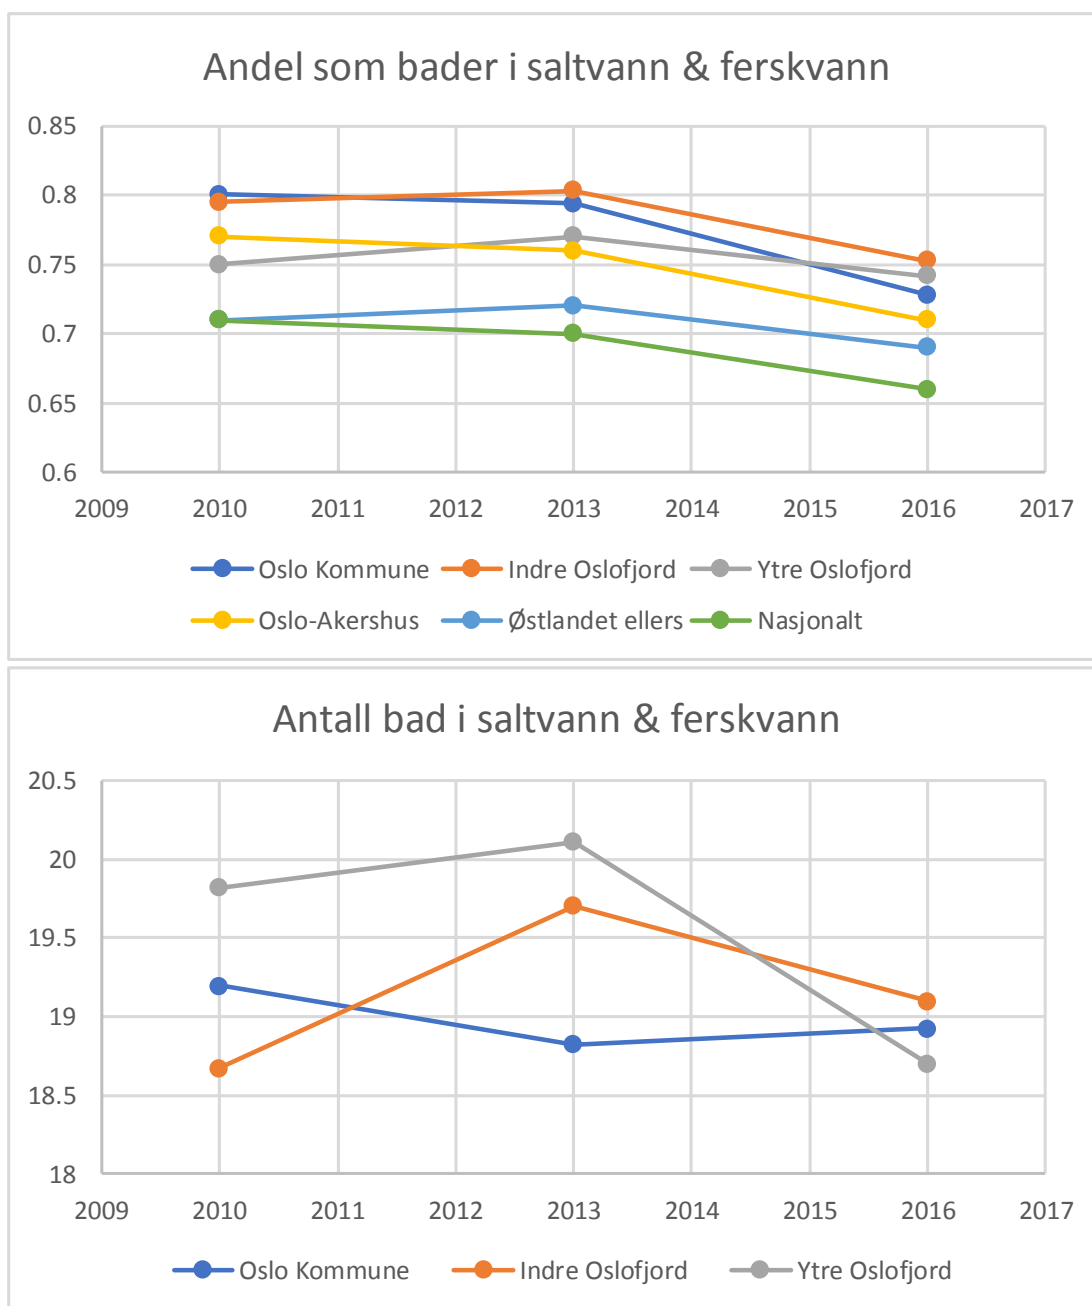 Andel som bader i saltvann & ferskvann
0.85
0.8
0.75
0.7
0.65
0.6
2009 2010 2011 2012 2013 2014 2015 2016 2017
Oslo Kommune Indre Oslofjord Ytre Oslofjord
Oslo-Akershus Østlandet ellers Nasjonalt
Antall bad i saltvann & ferskvann
20.5
20
19.5
19
18.5
18
2009 2010 2011 2012 2013 2014 2015 2016 2017
Oslo Kommune Indre Oslofjord Ytre Oslofjord